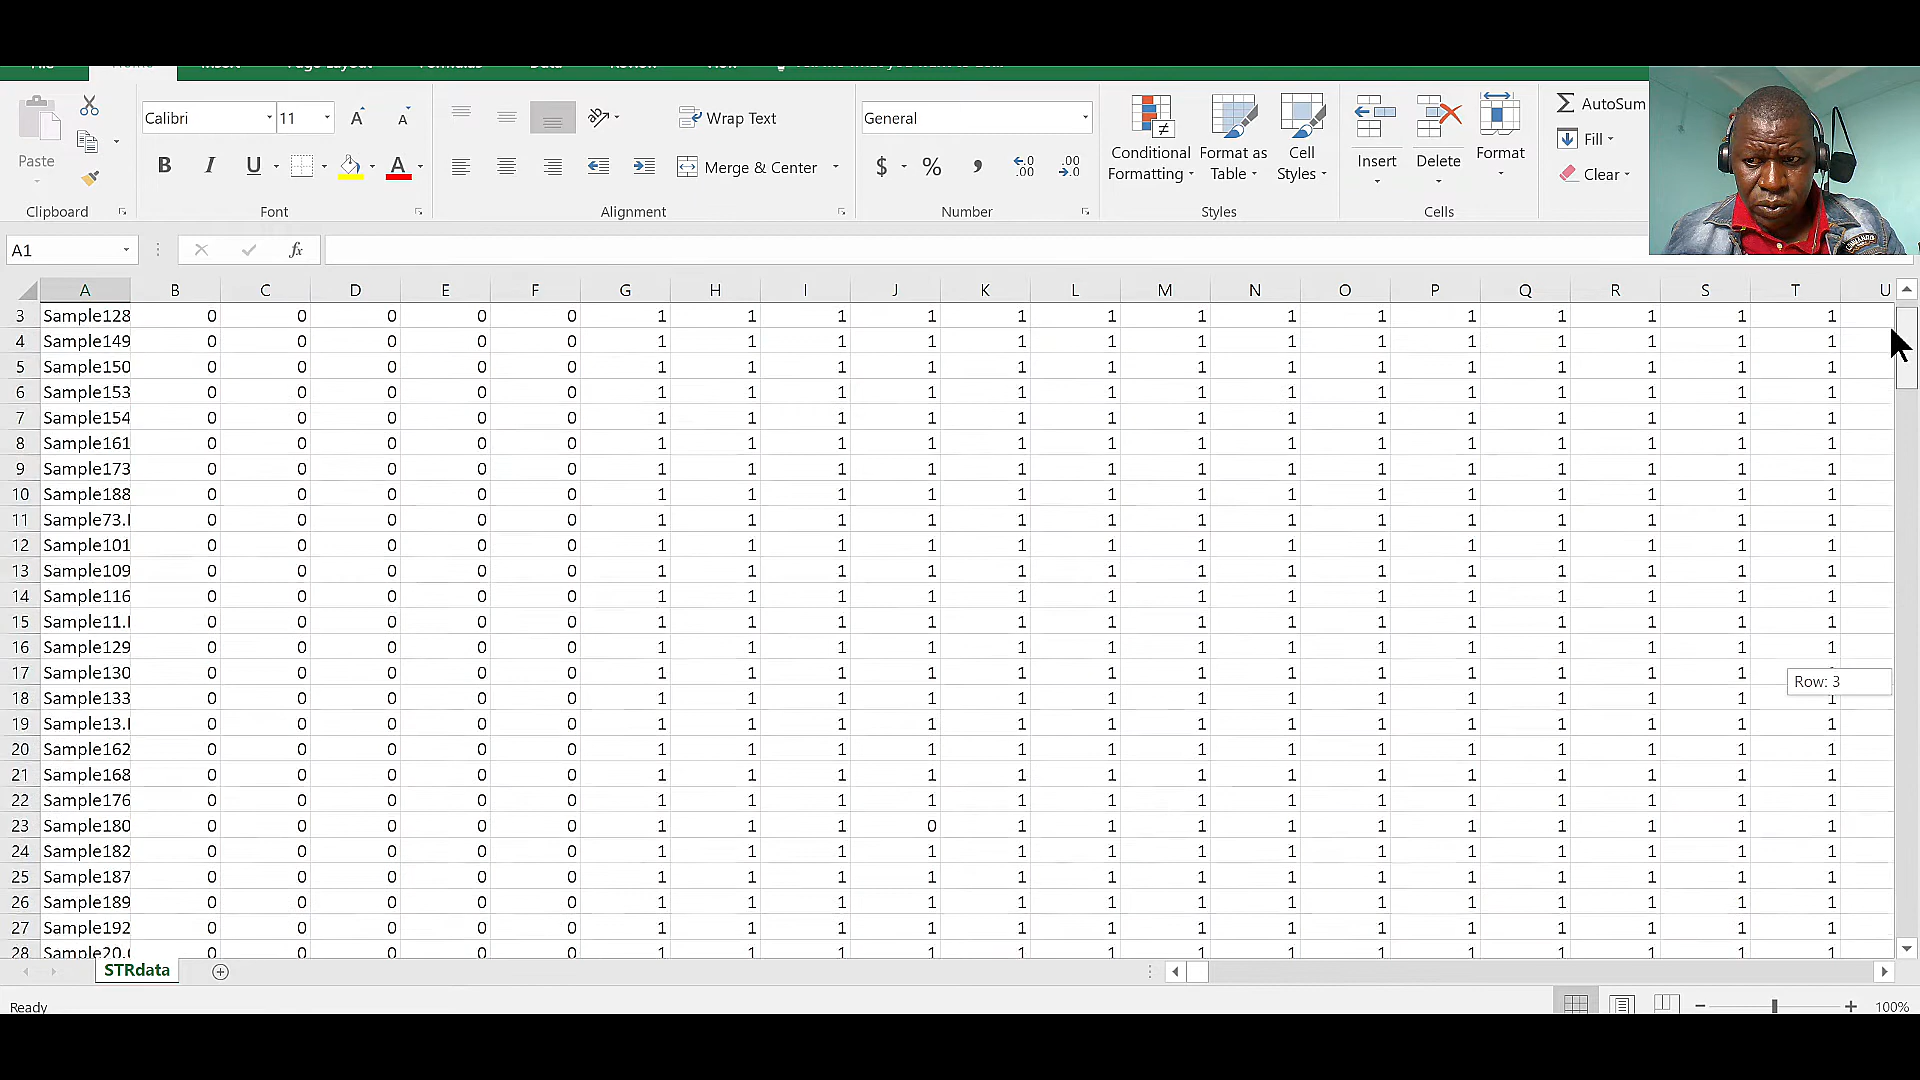 Calibri 11 Wrap Text General AutoSum
Paste Conditional Formatting Format as Table Cell Styles Insert Delete Format Fill
B I U A Merge & Center $ % , .00 Clear
Clipboard Font Alignment Number Styles Cells
A1 fx
A B C D E F G H I J K L M N O P Q R S T U
3 Sample128 0 0 0 0 0 1 1 1 1 1 1 1 1 1 1 1 1 1 1
4 Sample149 0 0 0 0 0 1 1 1 1 1 1 1 1 1 1 1 1 1 1
5 Sample150 0 0 0 0 0 1 1 1 1 1 1 1 1 1 1 1 1 1 1
6 Sample153 0 0 0 0 0 1 1 1 1 1 1 1 1 1 1 1 1 1 1
7 Sample154 0 0 0 0 0 1 1 1 1 1 1 1 1 1 1 1 1 1 1
8 Sample161 0 0 0 0 0 1 1 1 1 1 1 1 1 1 1 1 1 1 1
9 Sample173 0 0 0 0 0 1 1 1 1 1 1 1 1 1 1 1 1 1 1
10 Sample188 0 0 0 0 0 1 1 1 1 1 1 1 1 1 1 1 1 1 1
11 Sample73. 0 0 0 0 0 1 1 1 1 1 1 1 1 1 1 1 1 1 1
12 Sample101 0 0 0 0 0 1 1 1 1 1 1 1 1 1 1 1 1 1 1
13 Sample109 0 0 0 0 0 1 1 1 1 1 1 1 1 1 1 1 1 1 1
14 Sample116 0 0 0 0 0 1 1 1 1 1 1 1 1 1 1 1 1 1 1
15 Sample11. 0 0 0 0 0 1 1 1 1 1 1 1 1 1 1 1 1 1 1
16 Sample129 0 0 0 0 0 1 1 1 1 1 1 1 1 1 1 1 1 1 1
17 Sample130 0 0 0 0 0 1 1 1 1 1 1 1 1 1 1 1 1 1
Row: 3
18 Sample133 0 0 0 0 0 1 1 1 1 1 1 1 1 1 1 1 1 1 1
19 Sample13. 0 0 0 0 0 1 1 1 1 1 1 1 1 1 1 1 1 1 1
20 Sample162 0 0 0 0 0 1 1 1 1 1 1 1 1 1 1 1 1 1 1
21 Sample168 0 0 0 0 0 1 1 1 1 1 1 1 1 1 1 1 1 1 1
22 Sample176 0 0 0 0 0 1 1 1 1 1 1 1 1 1 1 1 1 1 1
23 Sample180 0 0 0 0 0 1 1 1 0 1 1 1 1 1 1 1 1 1 1
24 Sample182 0 0 0 0 0 1 1 1 1 1 1 1 1 1 1 1 1 1 1
25 Sample187 0 0 0 0 0 1 1 1 1 1 1 1 1 1 1 1 1 1 1
26 Sample189 0 0 0 0 0 1 1 1 1 1 1 1 1 1 1 1 1 1 1
27 Sample192 0 0 0 0 0 1 1 1 1 1 1 1 1 1 1 1 1 1 1
28 Sample20. 0 0 0 0 0 1 1 1 1 1 1 1 1 1 1 1 1 1 1
STRdata
Ready 100%